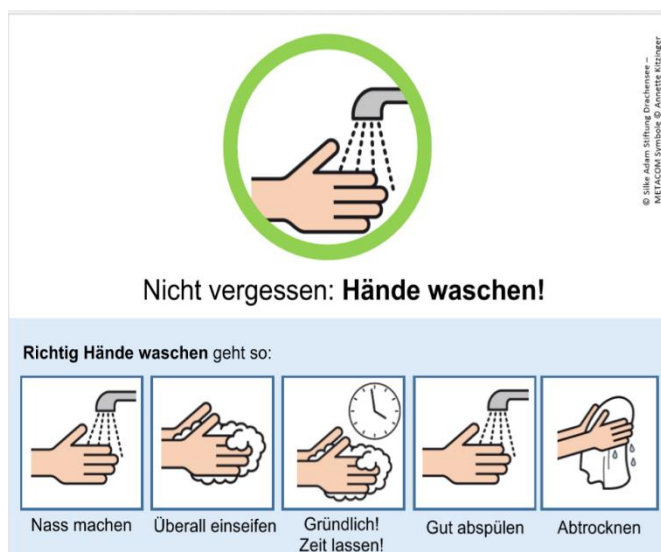 © Silke Adam Stiftung Drachensee –
METACOM Symbole © Annette Kitzinger
Nicht vergessen: Hände waschen!
Richtig Hände waschen geht so:
Nass machen
Überall einseifen
Gründlich!
Zeit lassen!
Gut abspülen
Abtrocknen